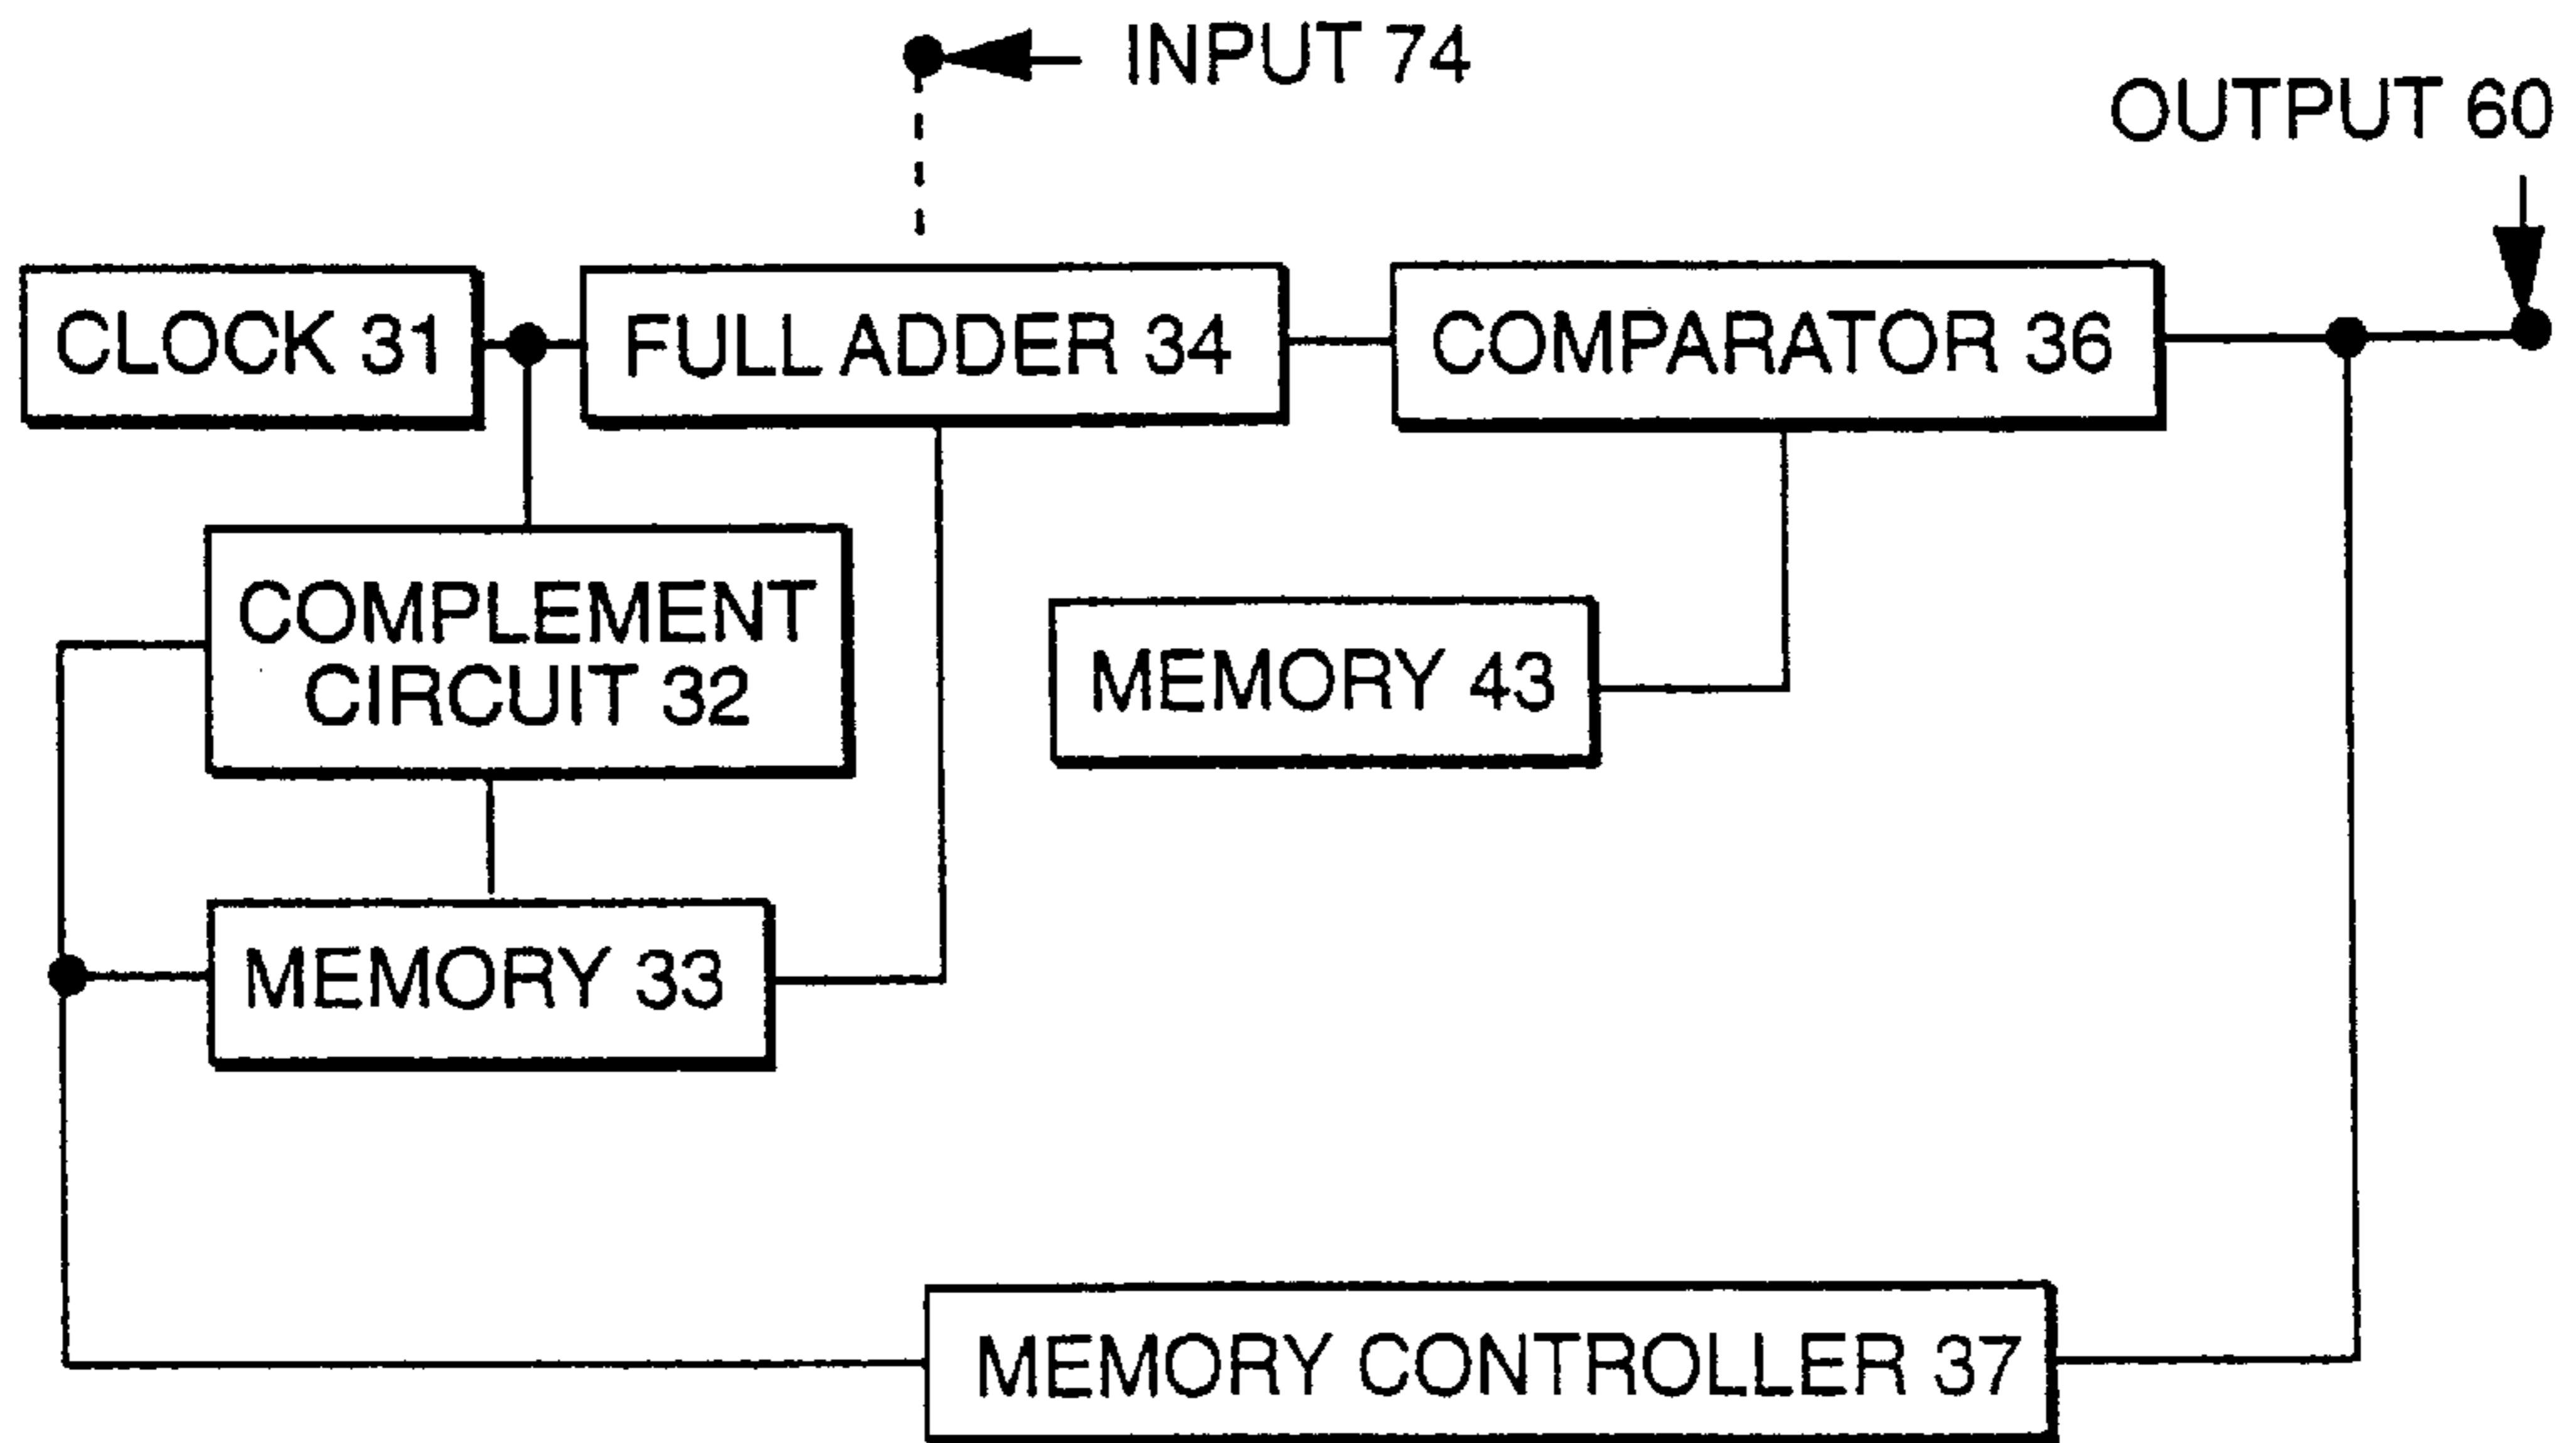 INPUT 74
OUTPUT 60
CLOCK 31
FULL ADDER 34
COMPARATOR 36
COMPLEMENT
CIRCUIT 32
MEMORY 43
MEMORY 33
MEMORY CONTROLLER 37